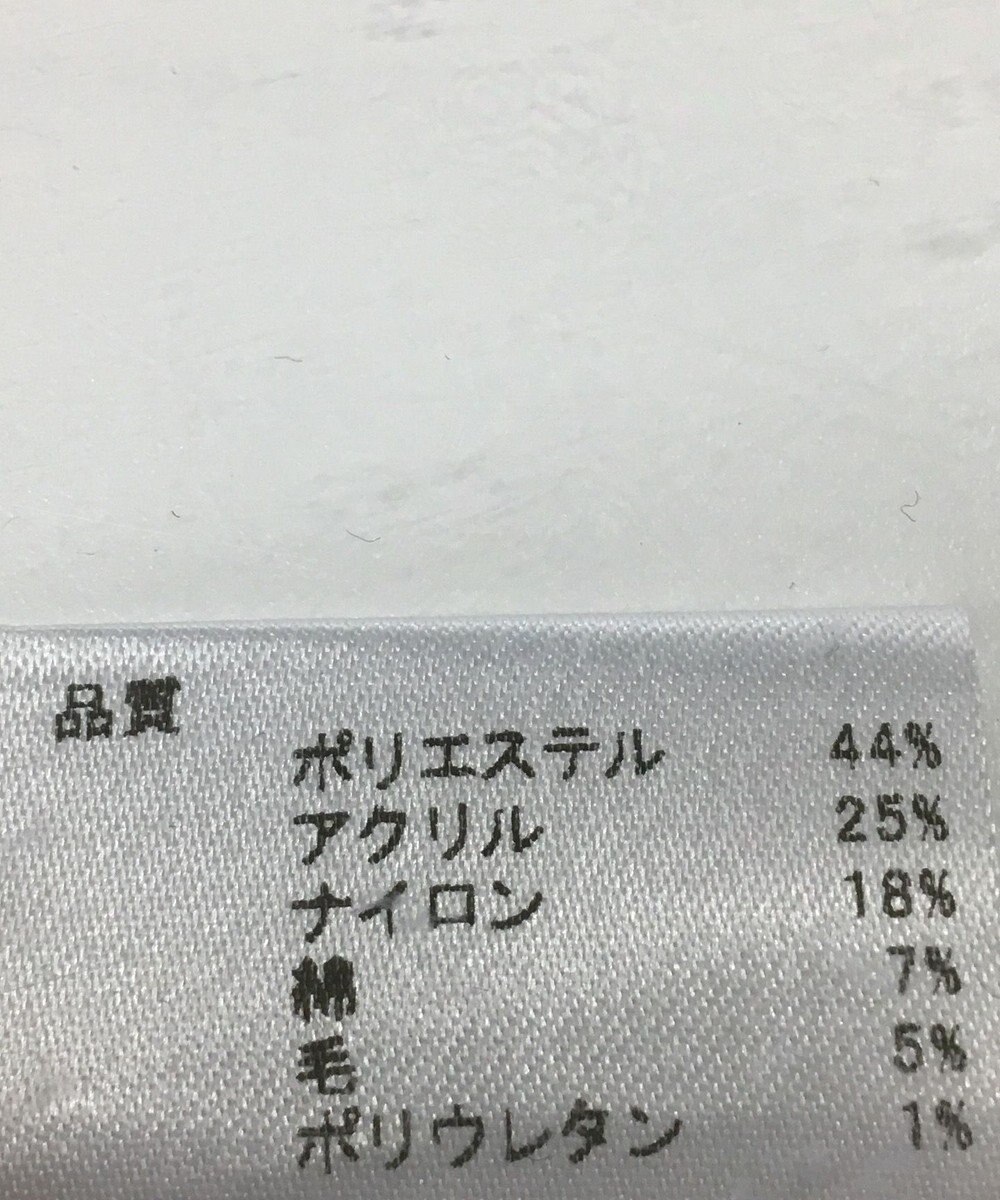 品質
ポリエステル 44%
アクリル 25%
ナイロン 18%
綿 7%
毛 5%
ポリウレタン 1%